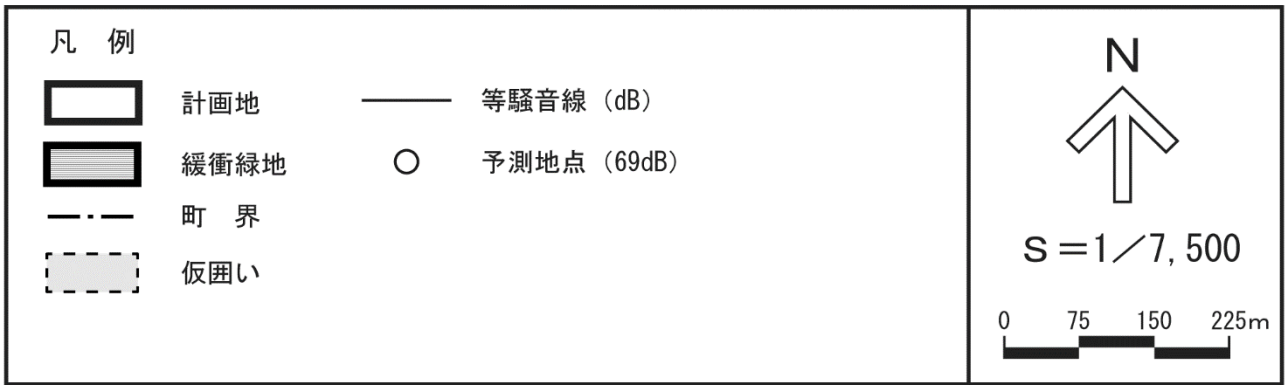 凡　例
計画地
等騒音線（dB）
緩衝緑地
予測地点（69dB）
町　界
仮囲い
N
S＝1／7,500
0 75 150 225m